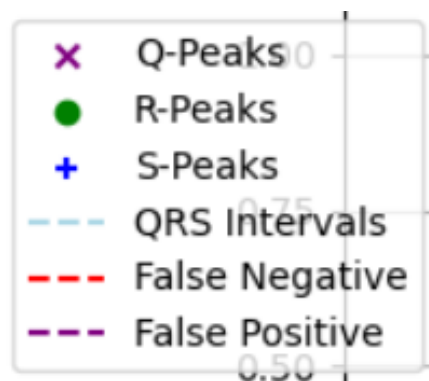 Q-Peaks
R-Peaks
S-Peaks
0.75
QRS Intervals
False Negative
False Positive
0.50